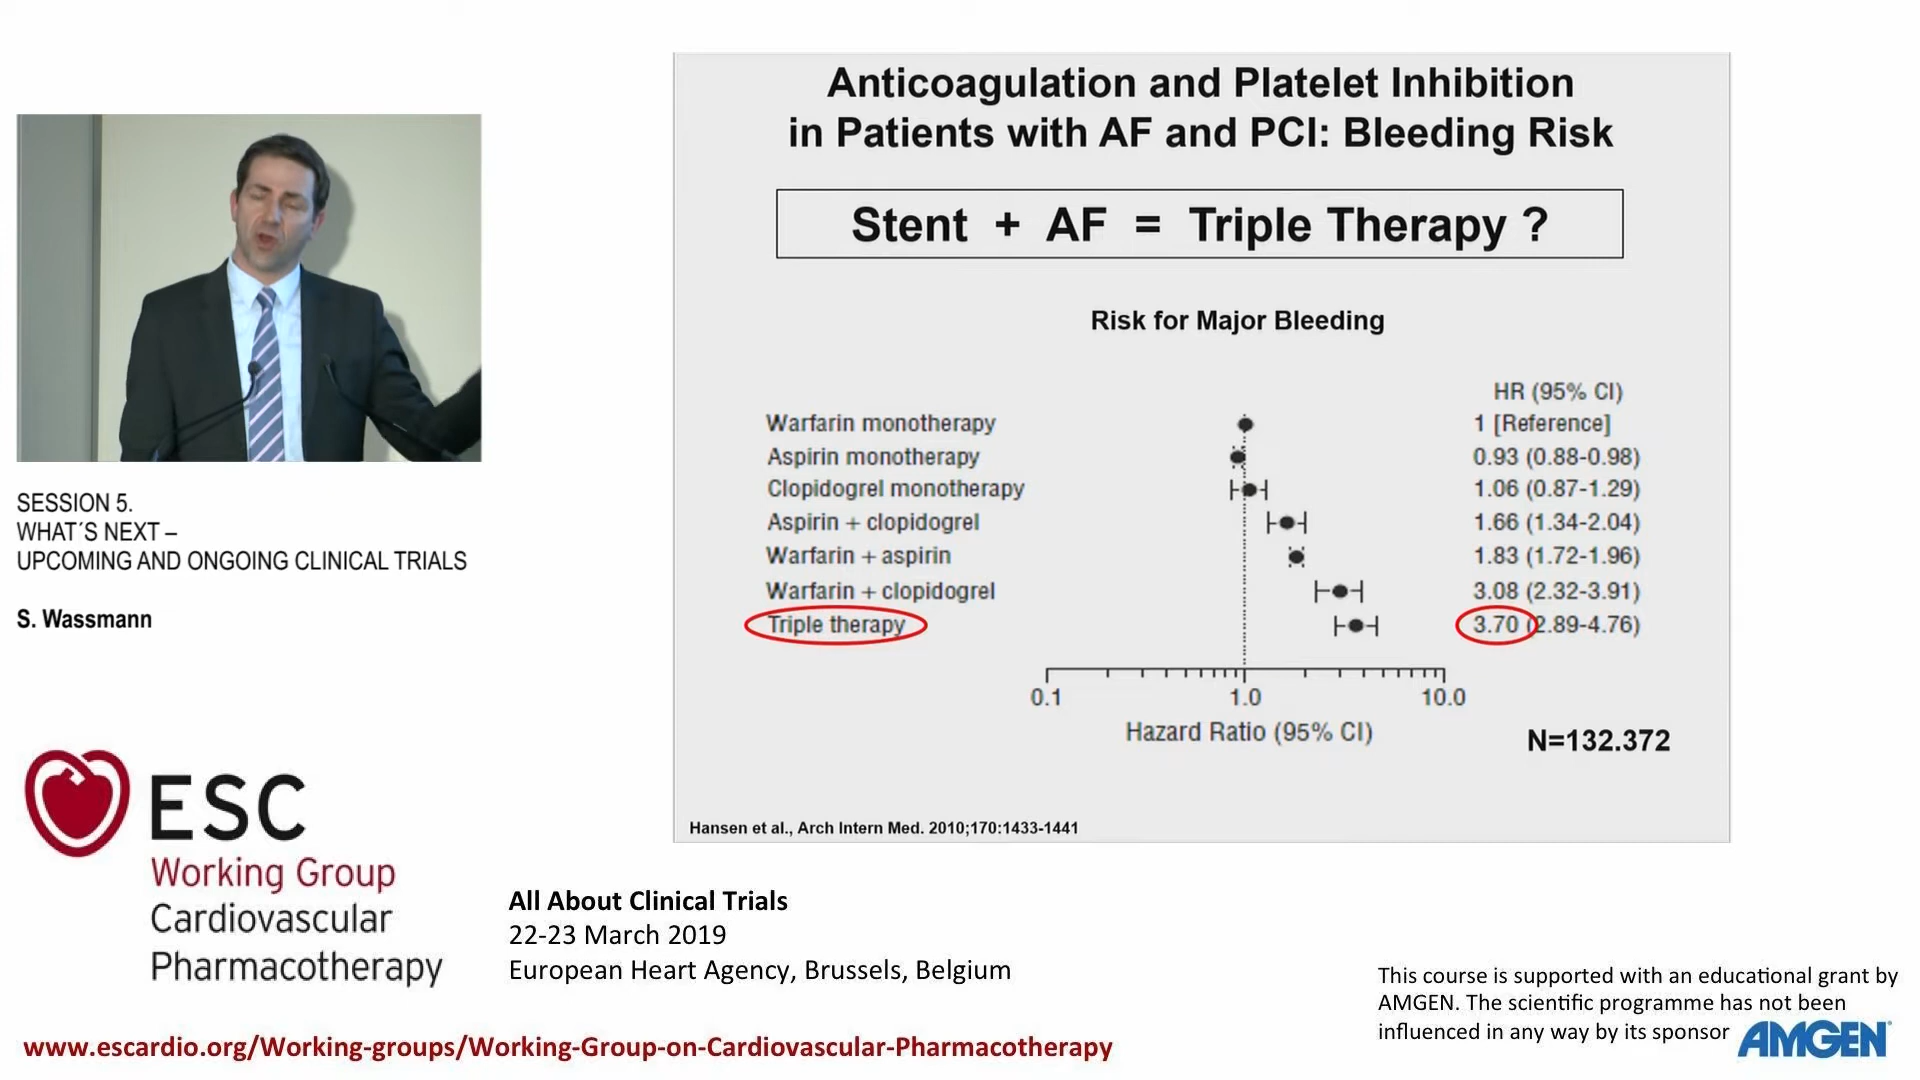 Anticoagulation and Platelet Inhibition
in Patients with AF and PCI: Bleeding Risk
Stent + AF = Triple Therapy ?
Risk for Major Bleeding
HR (95% CI)
Warfarin monotherapy 1 [Reference]
Aspirin monotherapy 0.93 (0.88-0.98)
Clopidogrel monotherapy 1.06 (0.87-1.29)
Aspirin + clopidogrel 1.66 (1.34-2.04)
Warfarin + aspirin 1.83 (1.72-1.96)
Warfarin + clopidogrel 3.08 (2.32-3.91)
Triple therapy 3.70 (2.89-4.76)
0.1 1.0 10.0
Hazard Ratio (95% CI)
N=132.372
Hansen et al., Arch Intern Med. 2010;170:1433-1441
SESSION 5.
WHAT´S NEXT –
UPCOMING AND ONGOING CLINICAL TRIALS
S. Wassmann
ESC
Working Group
Cardiovascular
Pharmacotherapy
All About Clinical Trials
22-23 March 2019
European Heart Agency, Brussels, Belgium
This course is supported with an educational grant by
AMGEN. The scientific programme has not been
influenced in any way by its sponsor
AMGEN
www.escardio.org/Working-groups/Working-Group-on-Cardiovascular-Pharmacotherapy